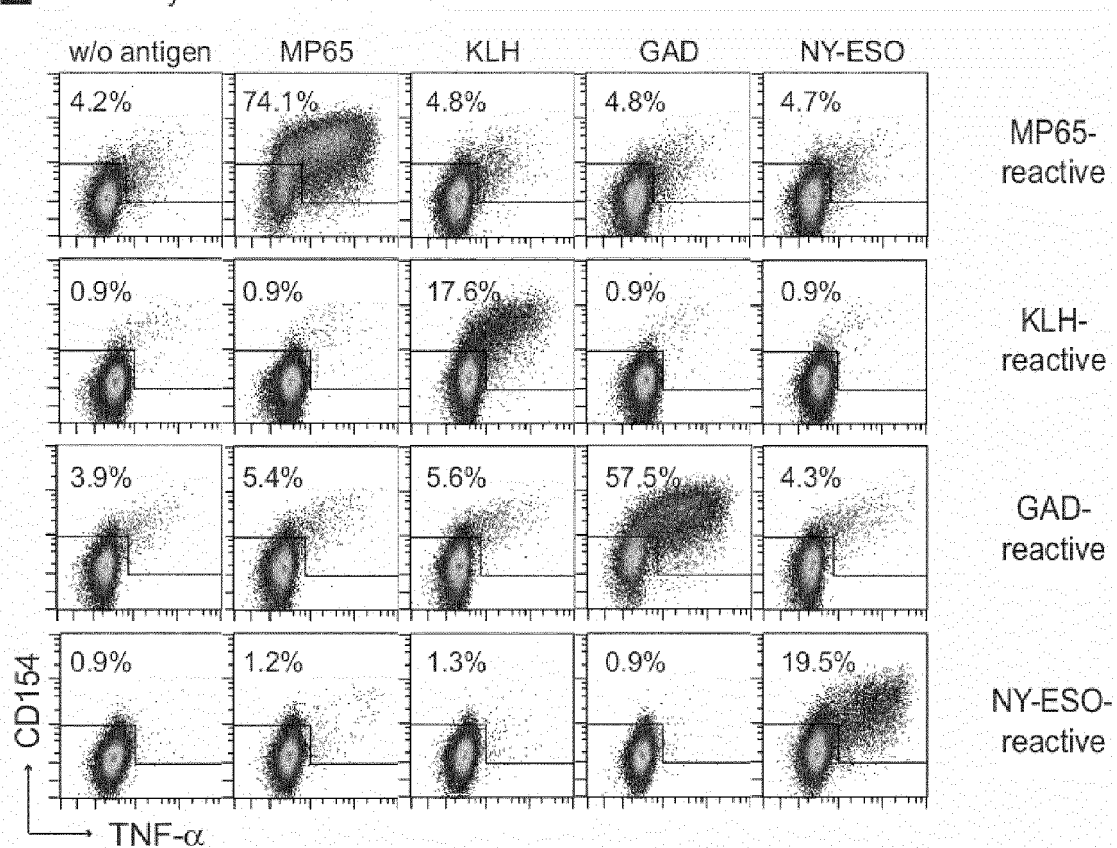 w/o antigen MP65 KLH GAD NY-ESO
4.2% 74.1% 4.8% 4.8% 4.7%
MP65-
reactive
0.9% 0.9% 17.6% 0.9% 0.9%
KLH-
reactive
3.9% 5.4% 5.6% 57.5% 4.3%
GAD-
reactive
0.9% 1.2% 1.3% 0.9% 19.5%
NY-ESO-
reactive
CD154
TNF-α